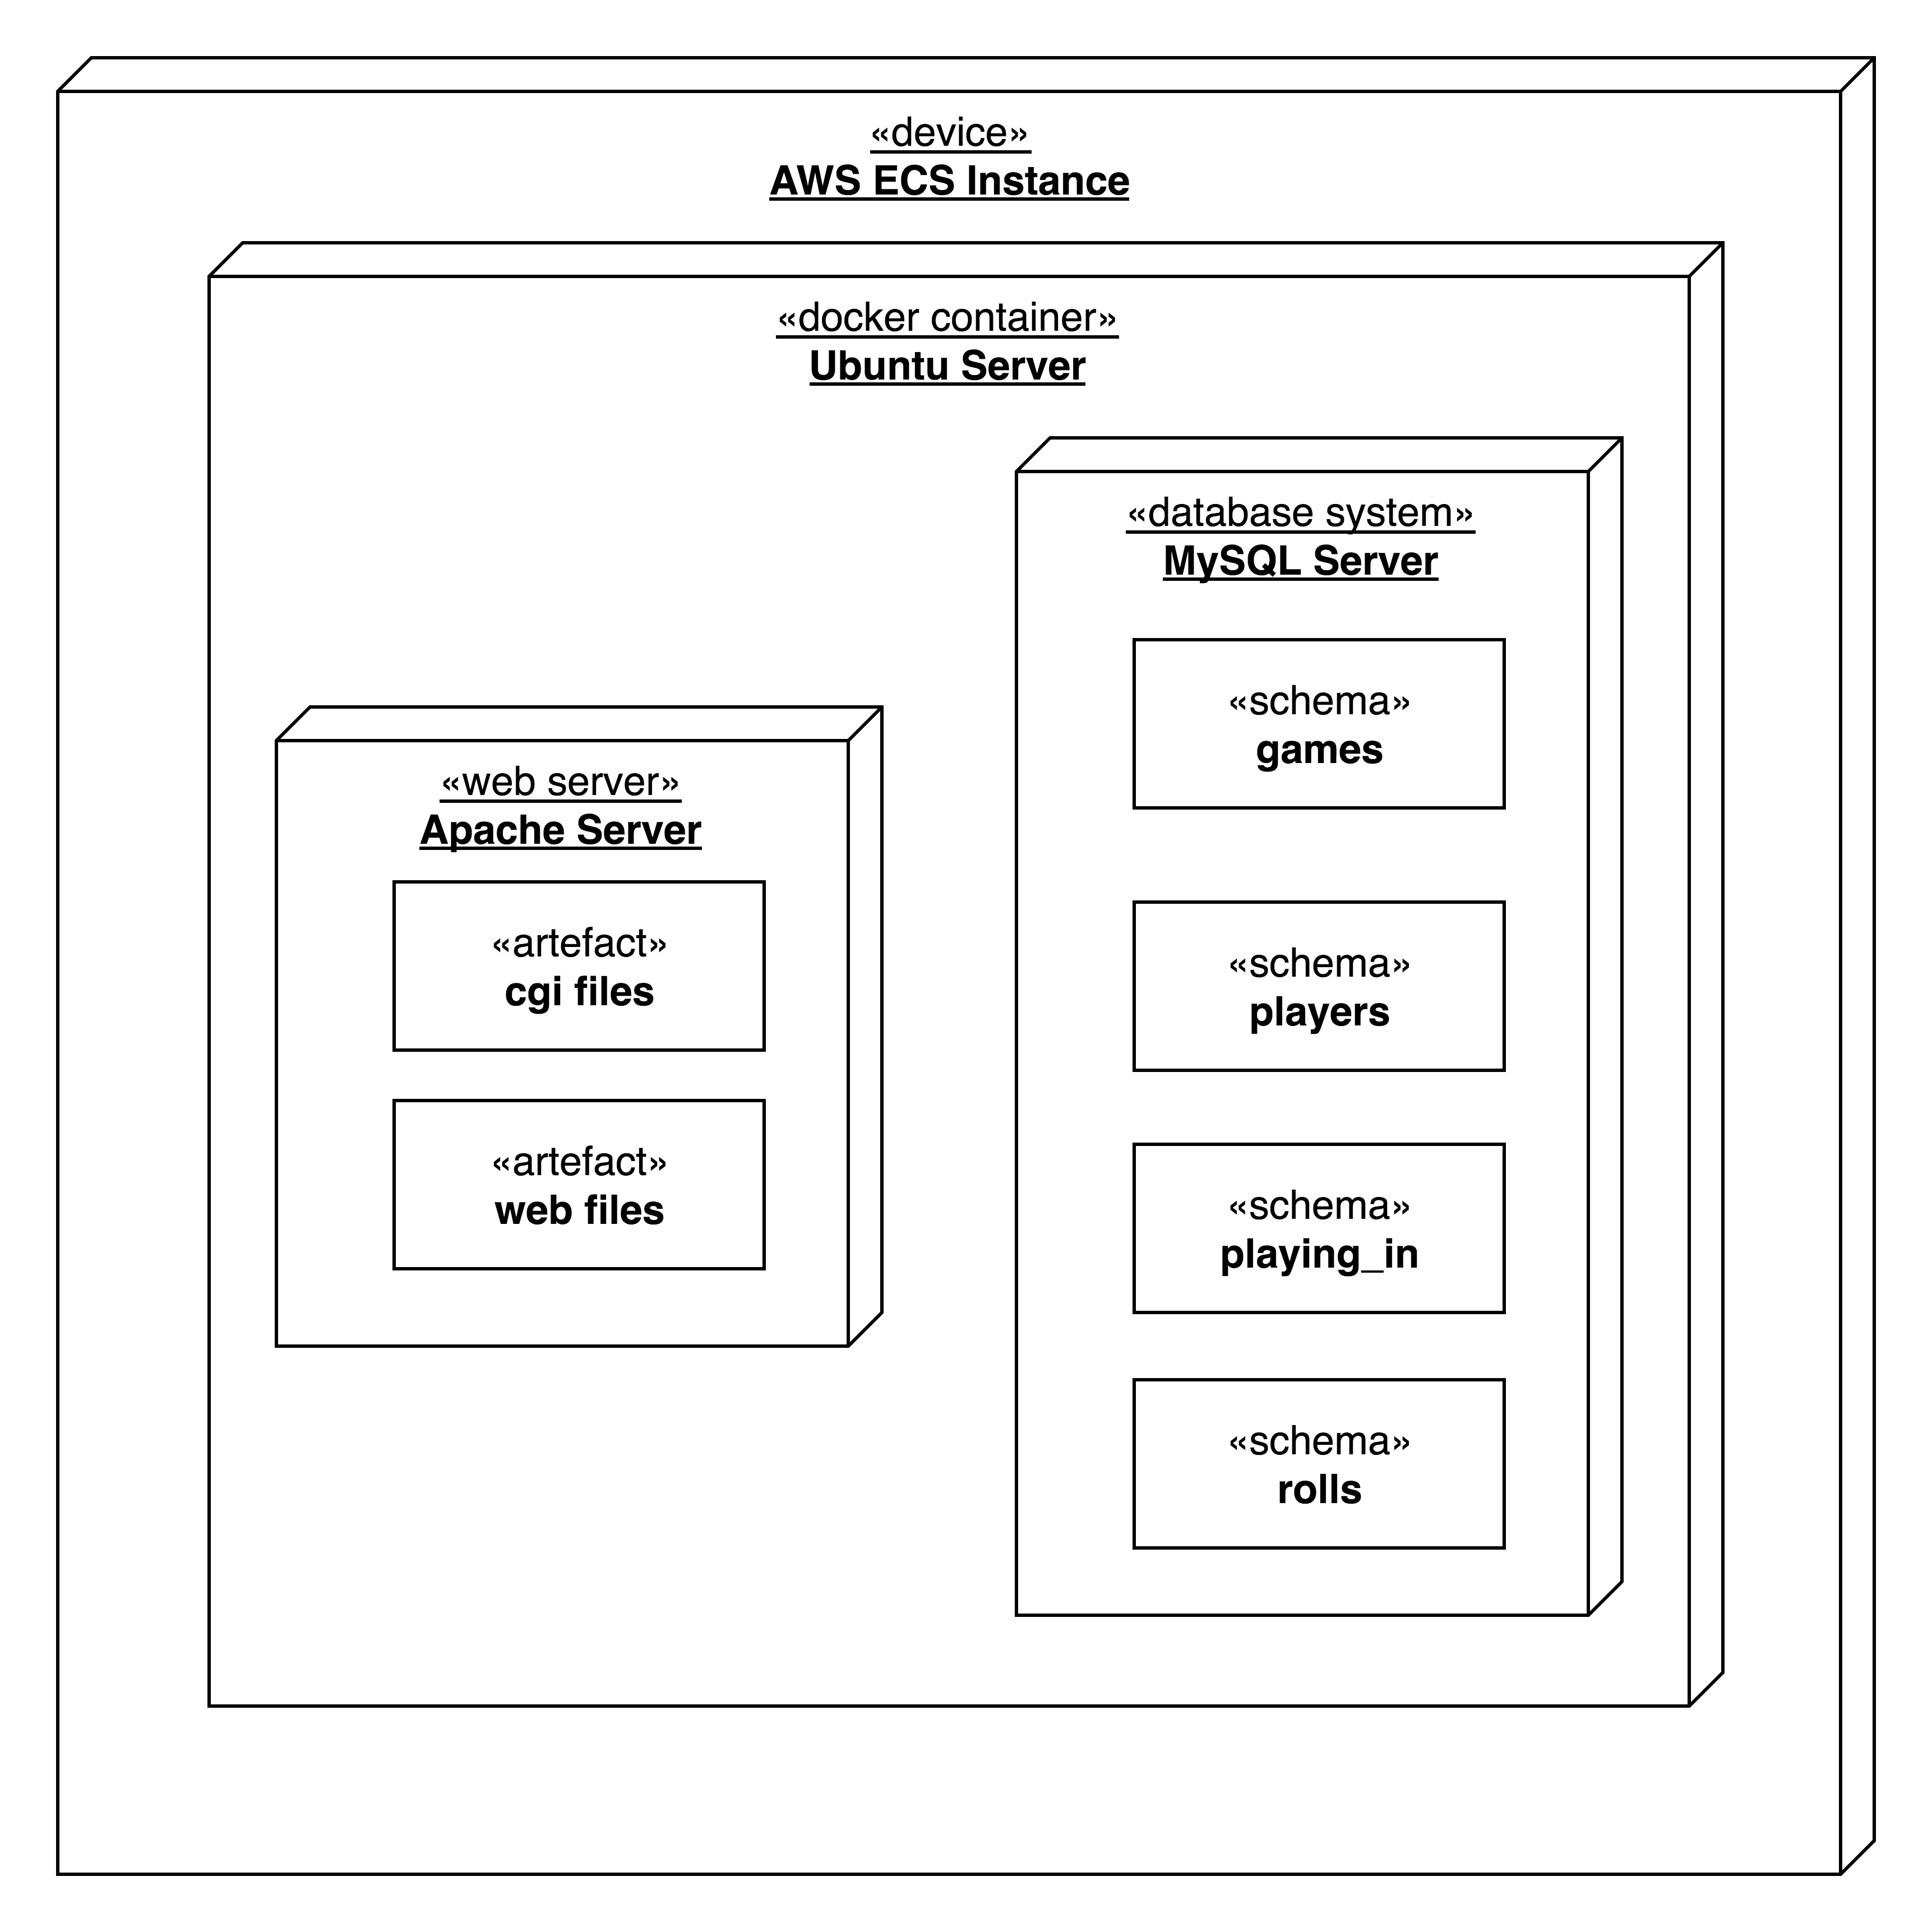 «device»
AWS ECS Instance
«docker container»
Ubuntu Server
«web server»
Apache Server
«artefact»
cgi files
«artefact»
web files
«database system»
MySQL Server
«schema»
games
«schema»
players
«schema»
playing_in
«schema»
rolls